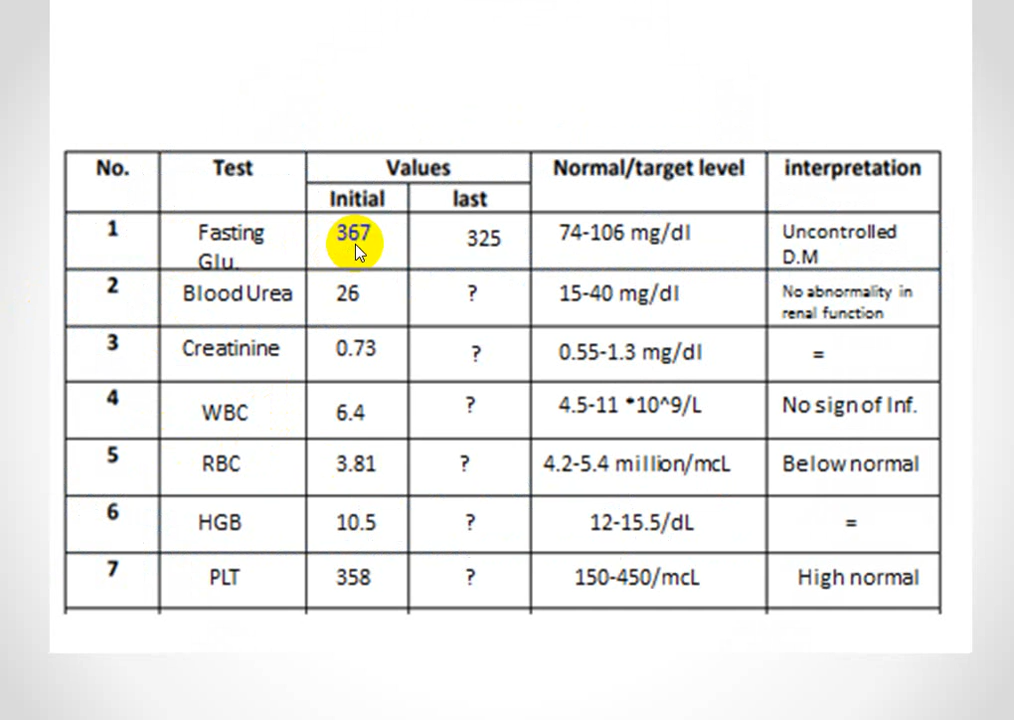 No. Test Values Normal/target level interpretation
Initial last
1 Fasting Glu. 367 325 74-106 mg/dl Uncontrolled D.M
2 Blood Urea 26 ? 15-40 mg/dl No abnormality in renal function
3 Creatinine 0.73 ? 0.55-1.3 mg/dl =
4 WBC 6.4 ? 4.5-11 *10^9/L No sign of Inf.
5 RBC 3.81 ? 4.2-5.4 million/mcL Below normal
6 HGB 10.5 ? 12-15.5/dL =
7 PLT 358 ? 150-450/mcL High normal